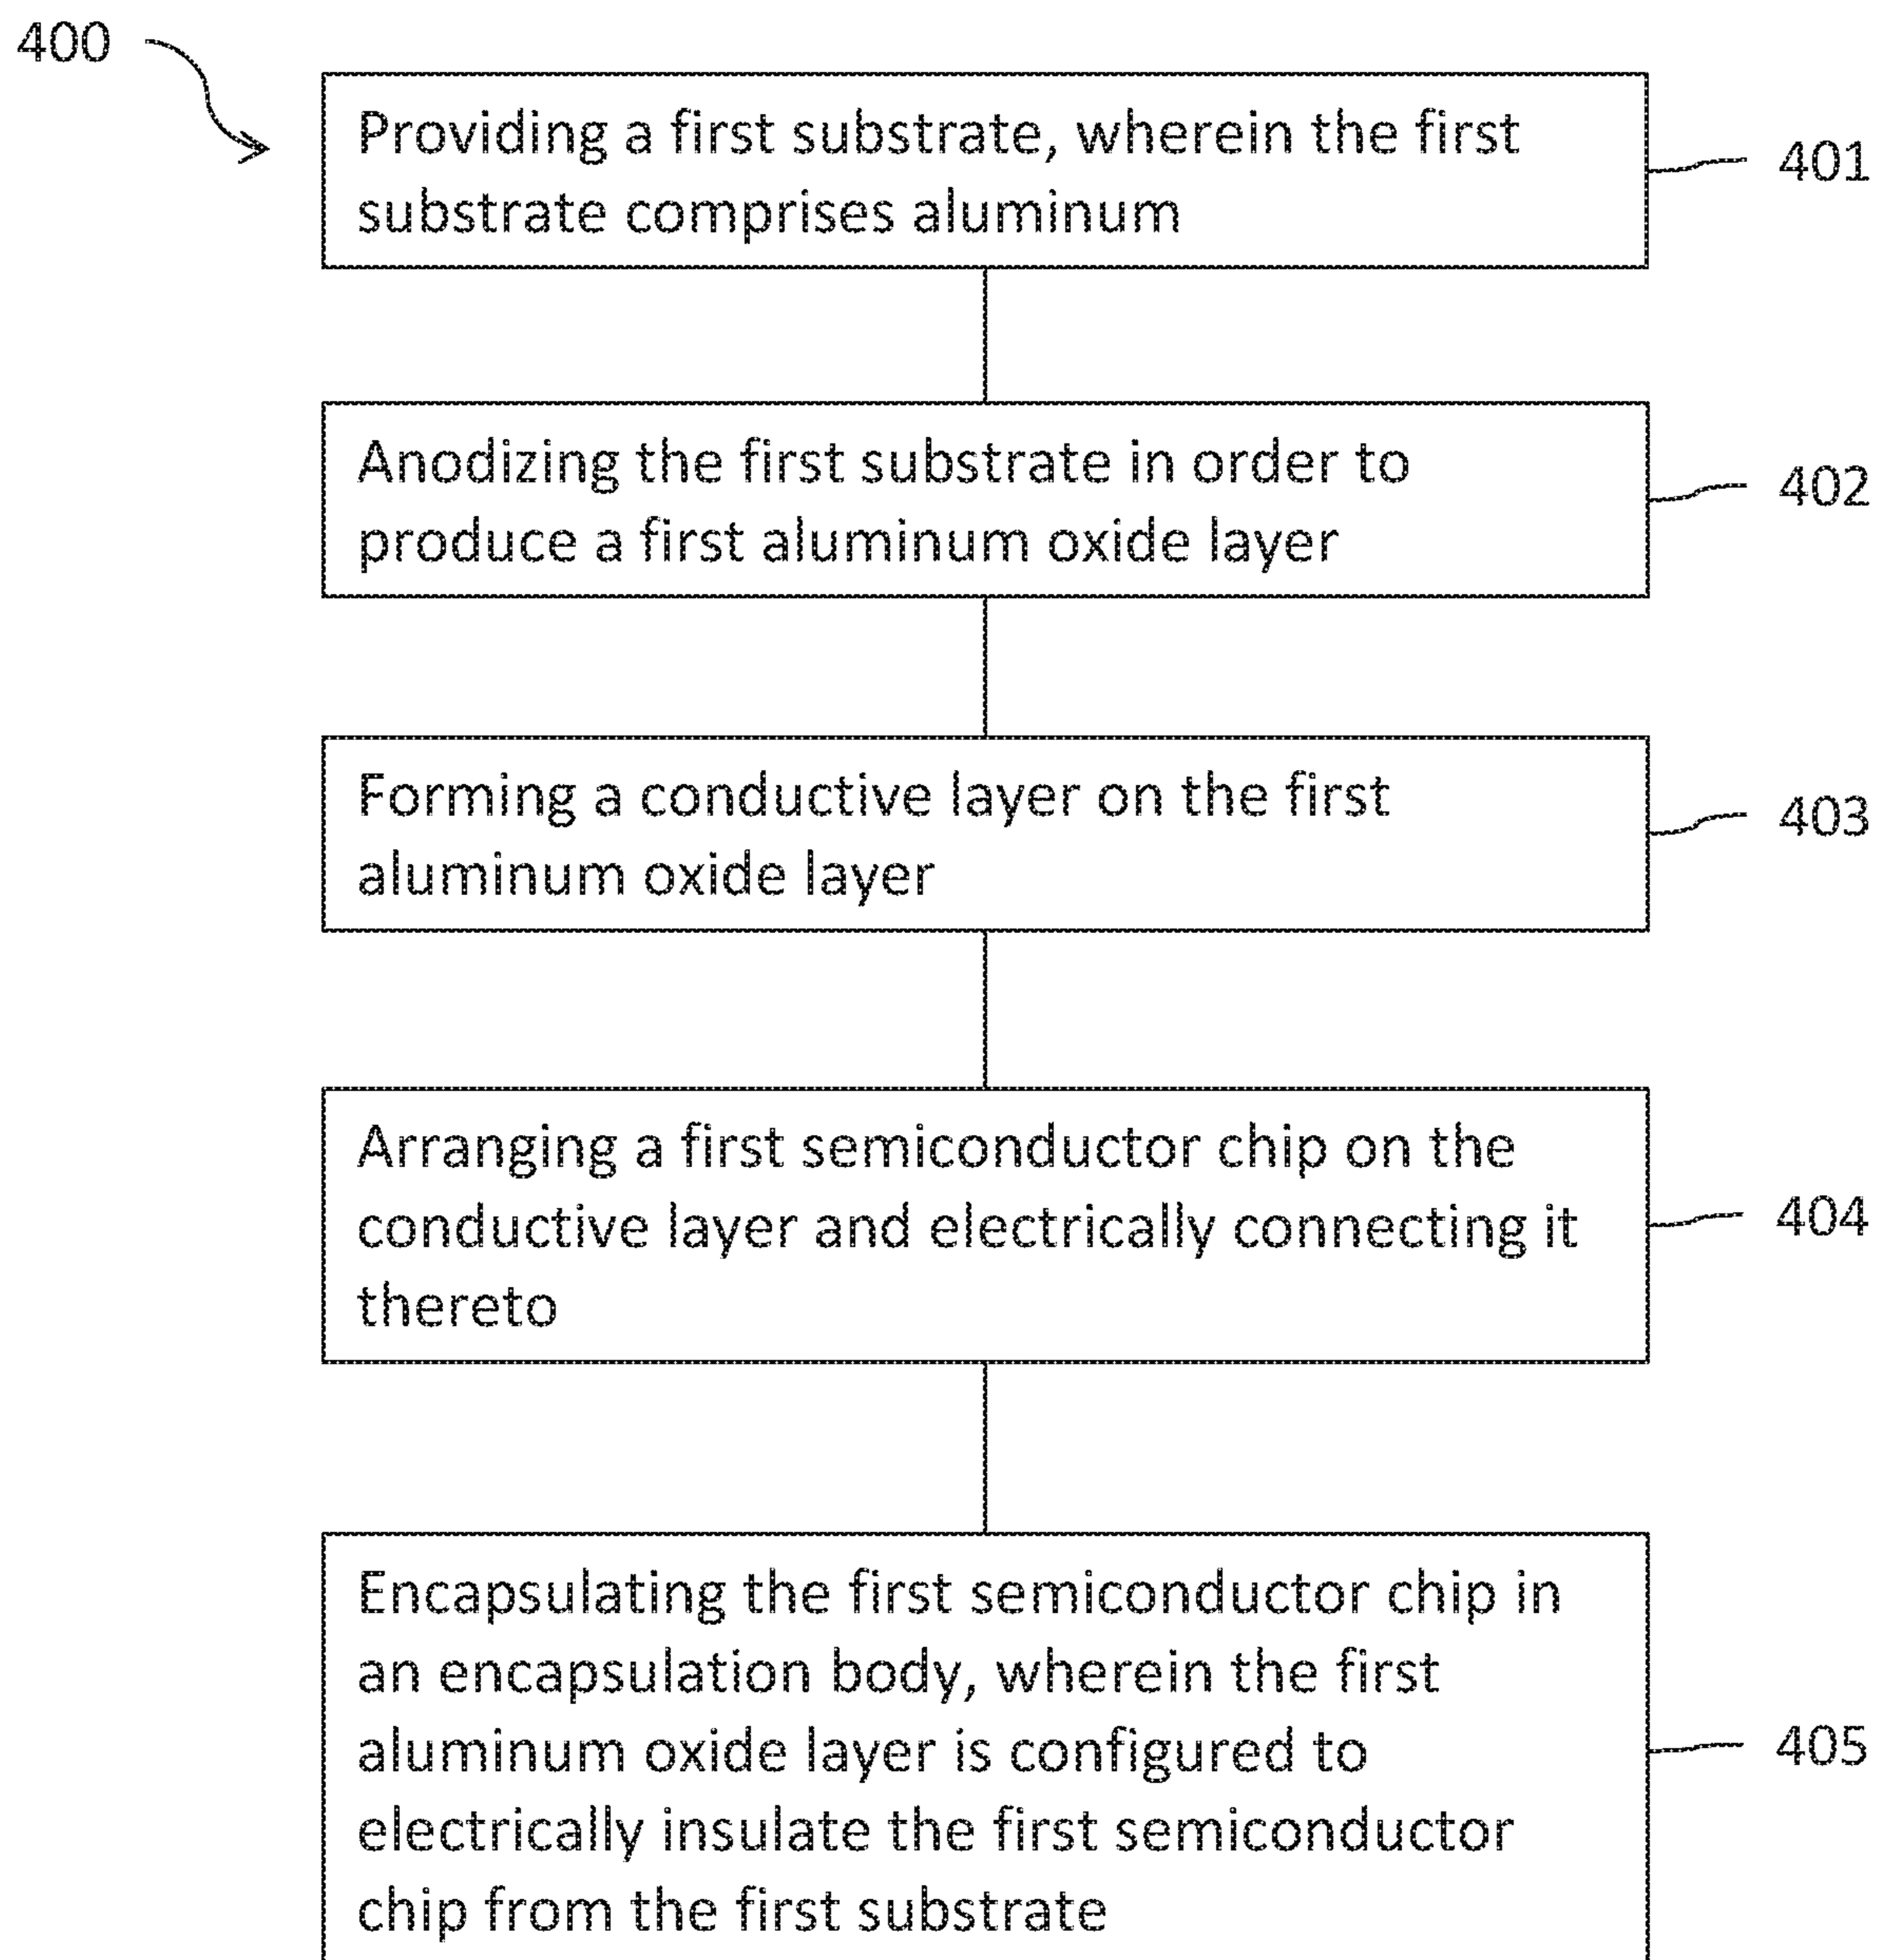 400
Providing a first substrate, wherein the first
substrate comprises aluminum
401
Anodizing the first substrate in order to
produce a first aluminum oxide layer
402
Forming a conductive layer on the first
aluminum oxide layer
403
Arranging a first semiconductor chip on the
conductive layer and electrically connecting it
thereto
404
Encapsulating the first semiconductor chip in
an encapsulation body, wherein the first
aluminum oxide layer is configured to
electrically insulate the first semiconductor
chip from the first substrate
405